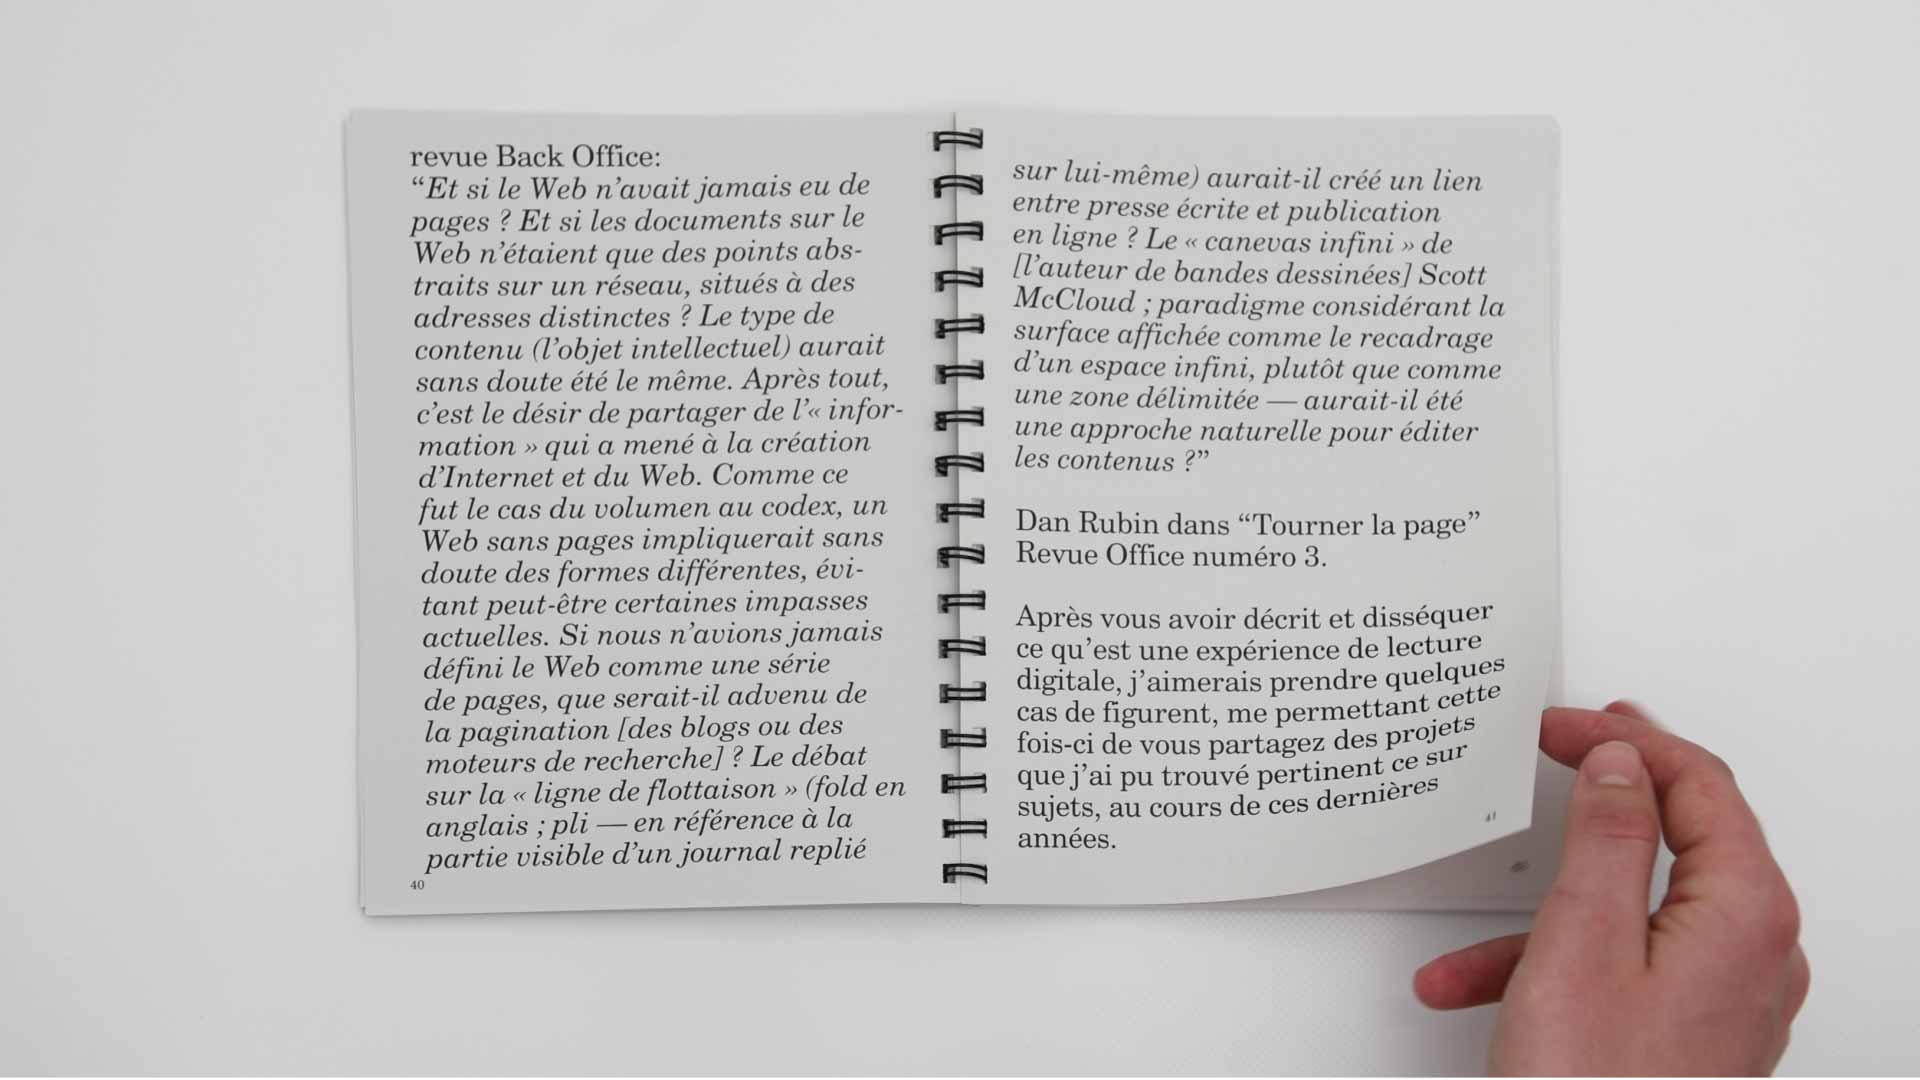 revue Back Office:
“Et si le Web n’avait jamais eu de
pages ? Et si les documents sur le
Web n’étaient que des points abs-
traits sur un réseau, situés à des
adresses distinctes ? Le type de
contenu (l’objet intellectuel) aurait
sans doute été le même. Après tout,
c’est le désir de partager de l’« infor-
mation » qui a mené à la création
d’Internet et du Web. Comme ce
fut le cas du volumen au codex, un
Web sans pages impliquerait sans
doute des formes différentes, évi-
tant peut-être certaines impasses
actuelles. Si nous n’avions jamais
défini le Web comme une série
de pages, que serait-il advenu de
la pagination [des blogs ou des
moteurs de recherche] ? Le débat
sur la « ligne de flottaison » (fold en
anglais ; pli — en référence à la
partie visible d’un journal replié
40
sur lui-même) aurait-il créé un lien
entre presse écrite et publication
en ligne ? Le « canevas infini » de
[l’auteur de bandes dessinées] Scott
McCloud ; paradigme considérant la
surface affichée comme le recadrage
d’un espace infini, plutôt que comme
une zone délimitée — aurait-il été
une approche naturelle pour éditer
les contenus ?”
Dan Rubin dans “Tourner la page”
Revue Office numéro 3.
Après vous avoir décrit et disséquer
ce qu’est une expérience de lecture
digitale, j’aimerais prendre quelques
cas de figurent, me permettant cette
fois-ci de vous partagez des projets
que j’ai pu trouvé pertinent ce sur
sujets, au cours de ces dernières
années.
41